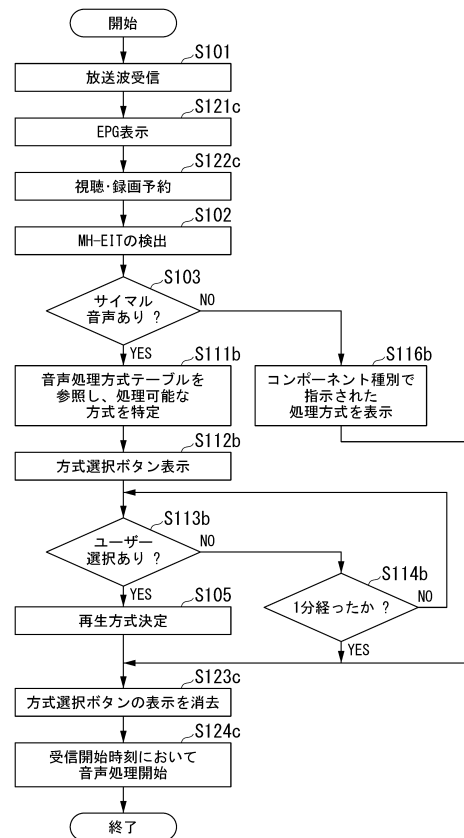 開始
S101
放送波受信
S121c
EPG表示
S122c
視聴・録画予約
S102
MH-EITの検出
S103
サイマル
音声あり ?
NO
YES
S111b
音声処理方式テーブルを
参照し、処理可能な
方式を特定
S116b
コンポーネント種別で
指示された
処理方式を表示
S112b
方式選択ボタン表示
S113b
ユーザー
選択あり ?
NO
YES
S114b
1分経ったか ?
NO
YES
S105
再生方式決定
S123c
方式選択ボタンの表示を消去
S124c
受信開始時刻において
音声処理開始
終了